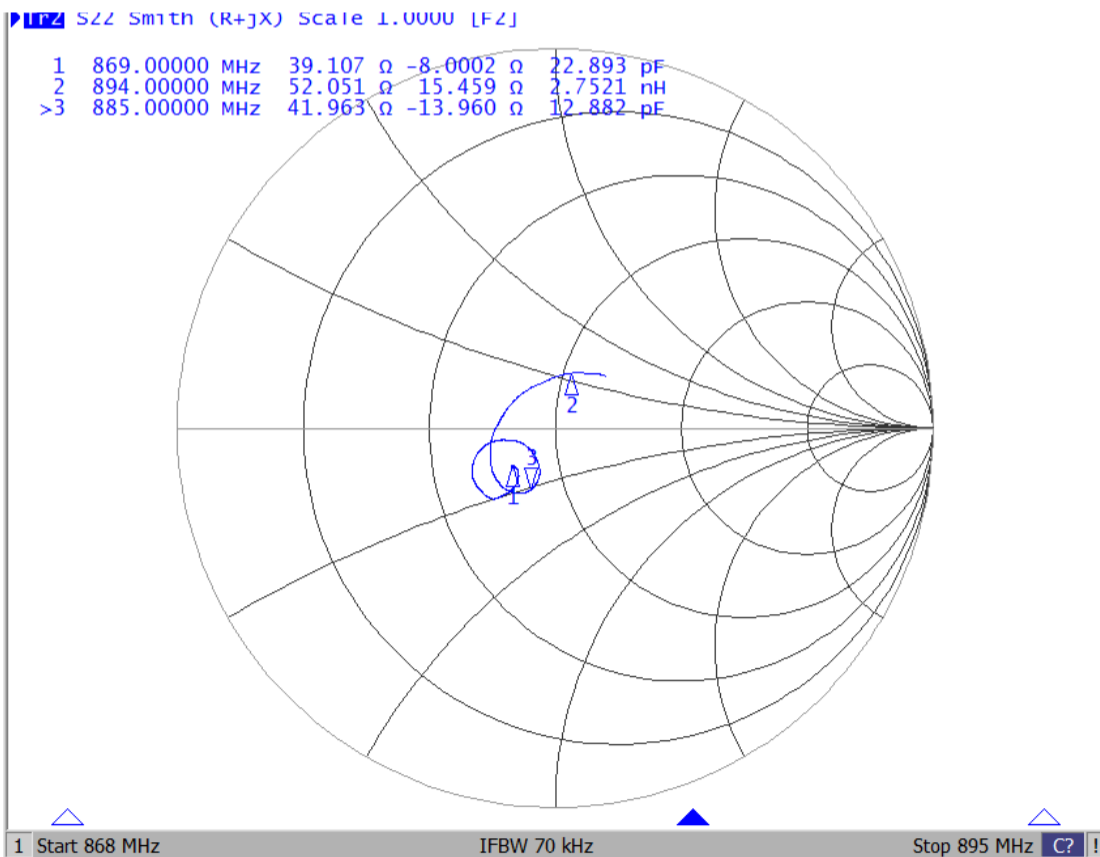 Tr2 S22 Smith (R+jX) Scale 1.0000 [F2]
1 869.00000 MHz 39.107 Ω -8.0002 Ω 22.893 pF
2 894.00000 MHz 52.051 Ω 15.459 Ω 2.7521 nH
>3 885.00000 MHz 41.963 Ω -13.960 Ω 12.882 pF
2
3
1
1 Start 868 MHz IFBW 70 kHz Stop 895 MHz C? !